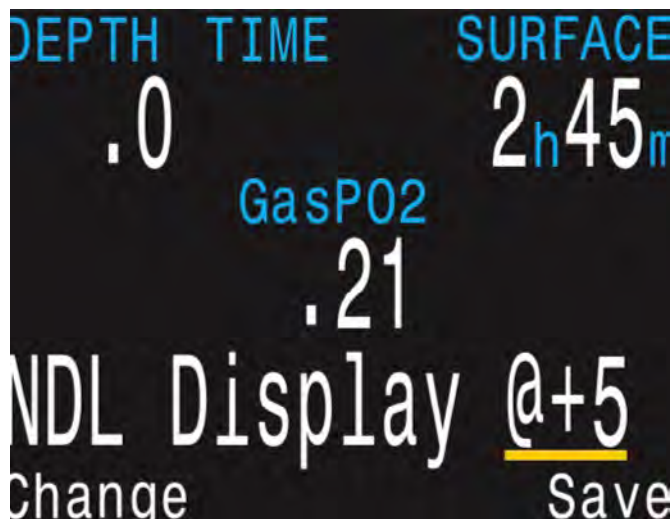 DEPTH TIME SURFACE
.0 2h45m
GasPO2
.21
NDL Display @+5
Change Save